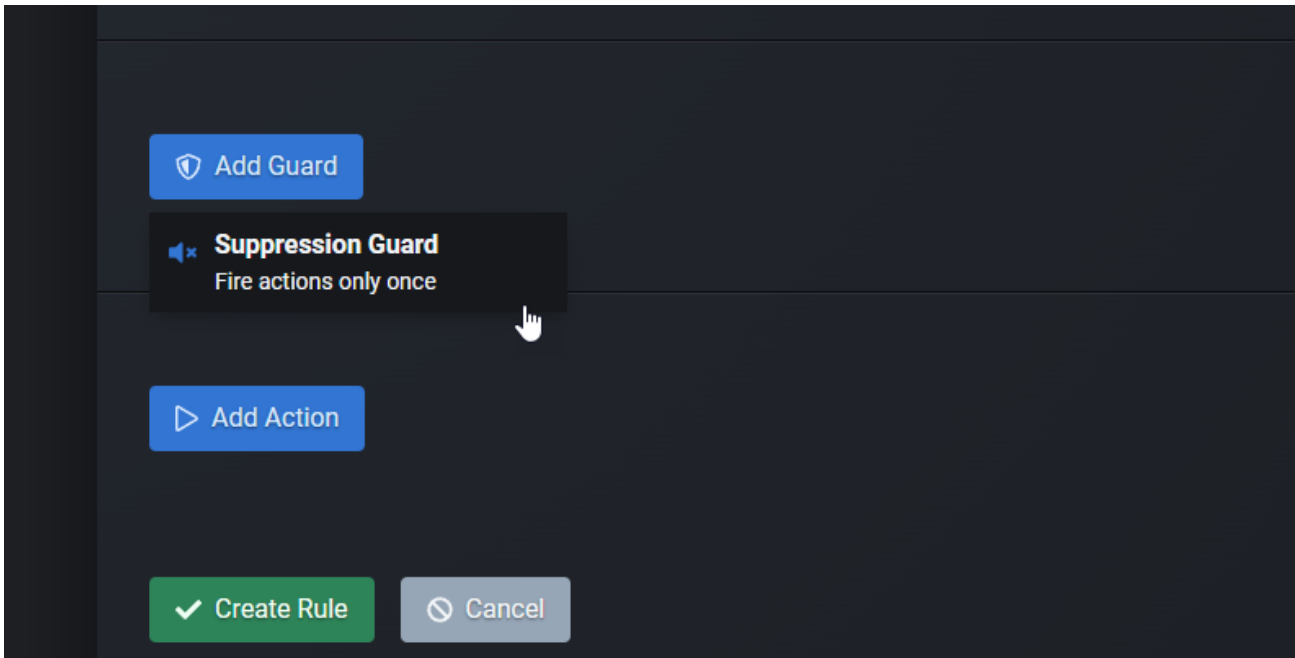 Add Guard
Suppression Guard
Fire actions only once
Add Action
Create Rule
Cancel